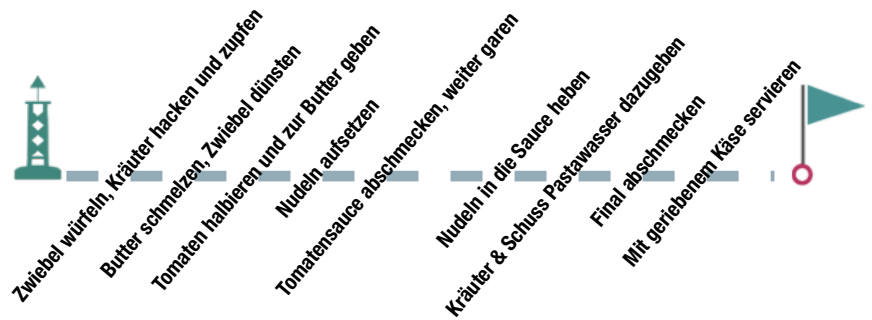 Zwiebel würfeln, Kräuter hacken und zupfen
Butter schmelzen, Zwiebel dünsten
Tomaten halbieren und zur Butter geben
Nudeln aufsetzen
Tomatensauce abschmecken, weiter garen
Nudeln in die Sauce heben
Kräuter & Schuss Pastawasser dazugeben
Final abschmecken
Mit geriebenem Käse servieren